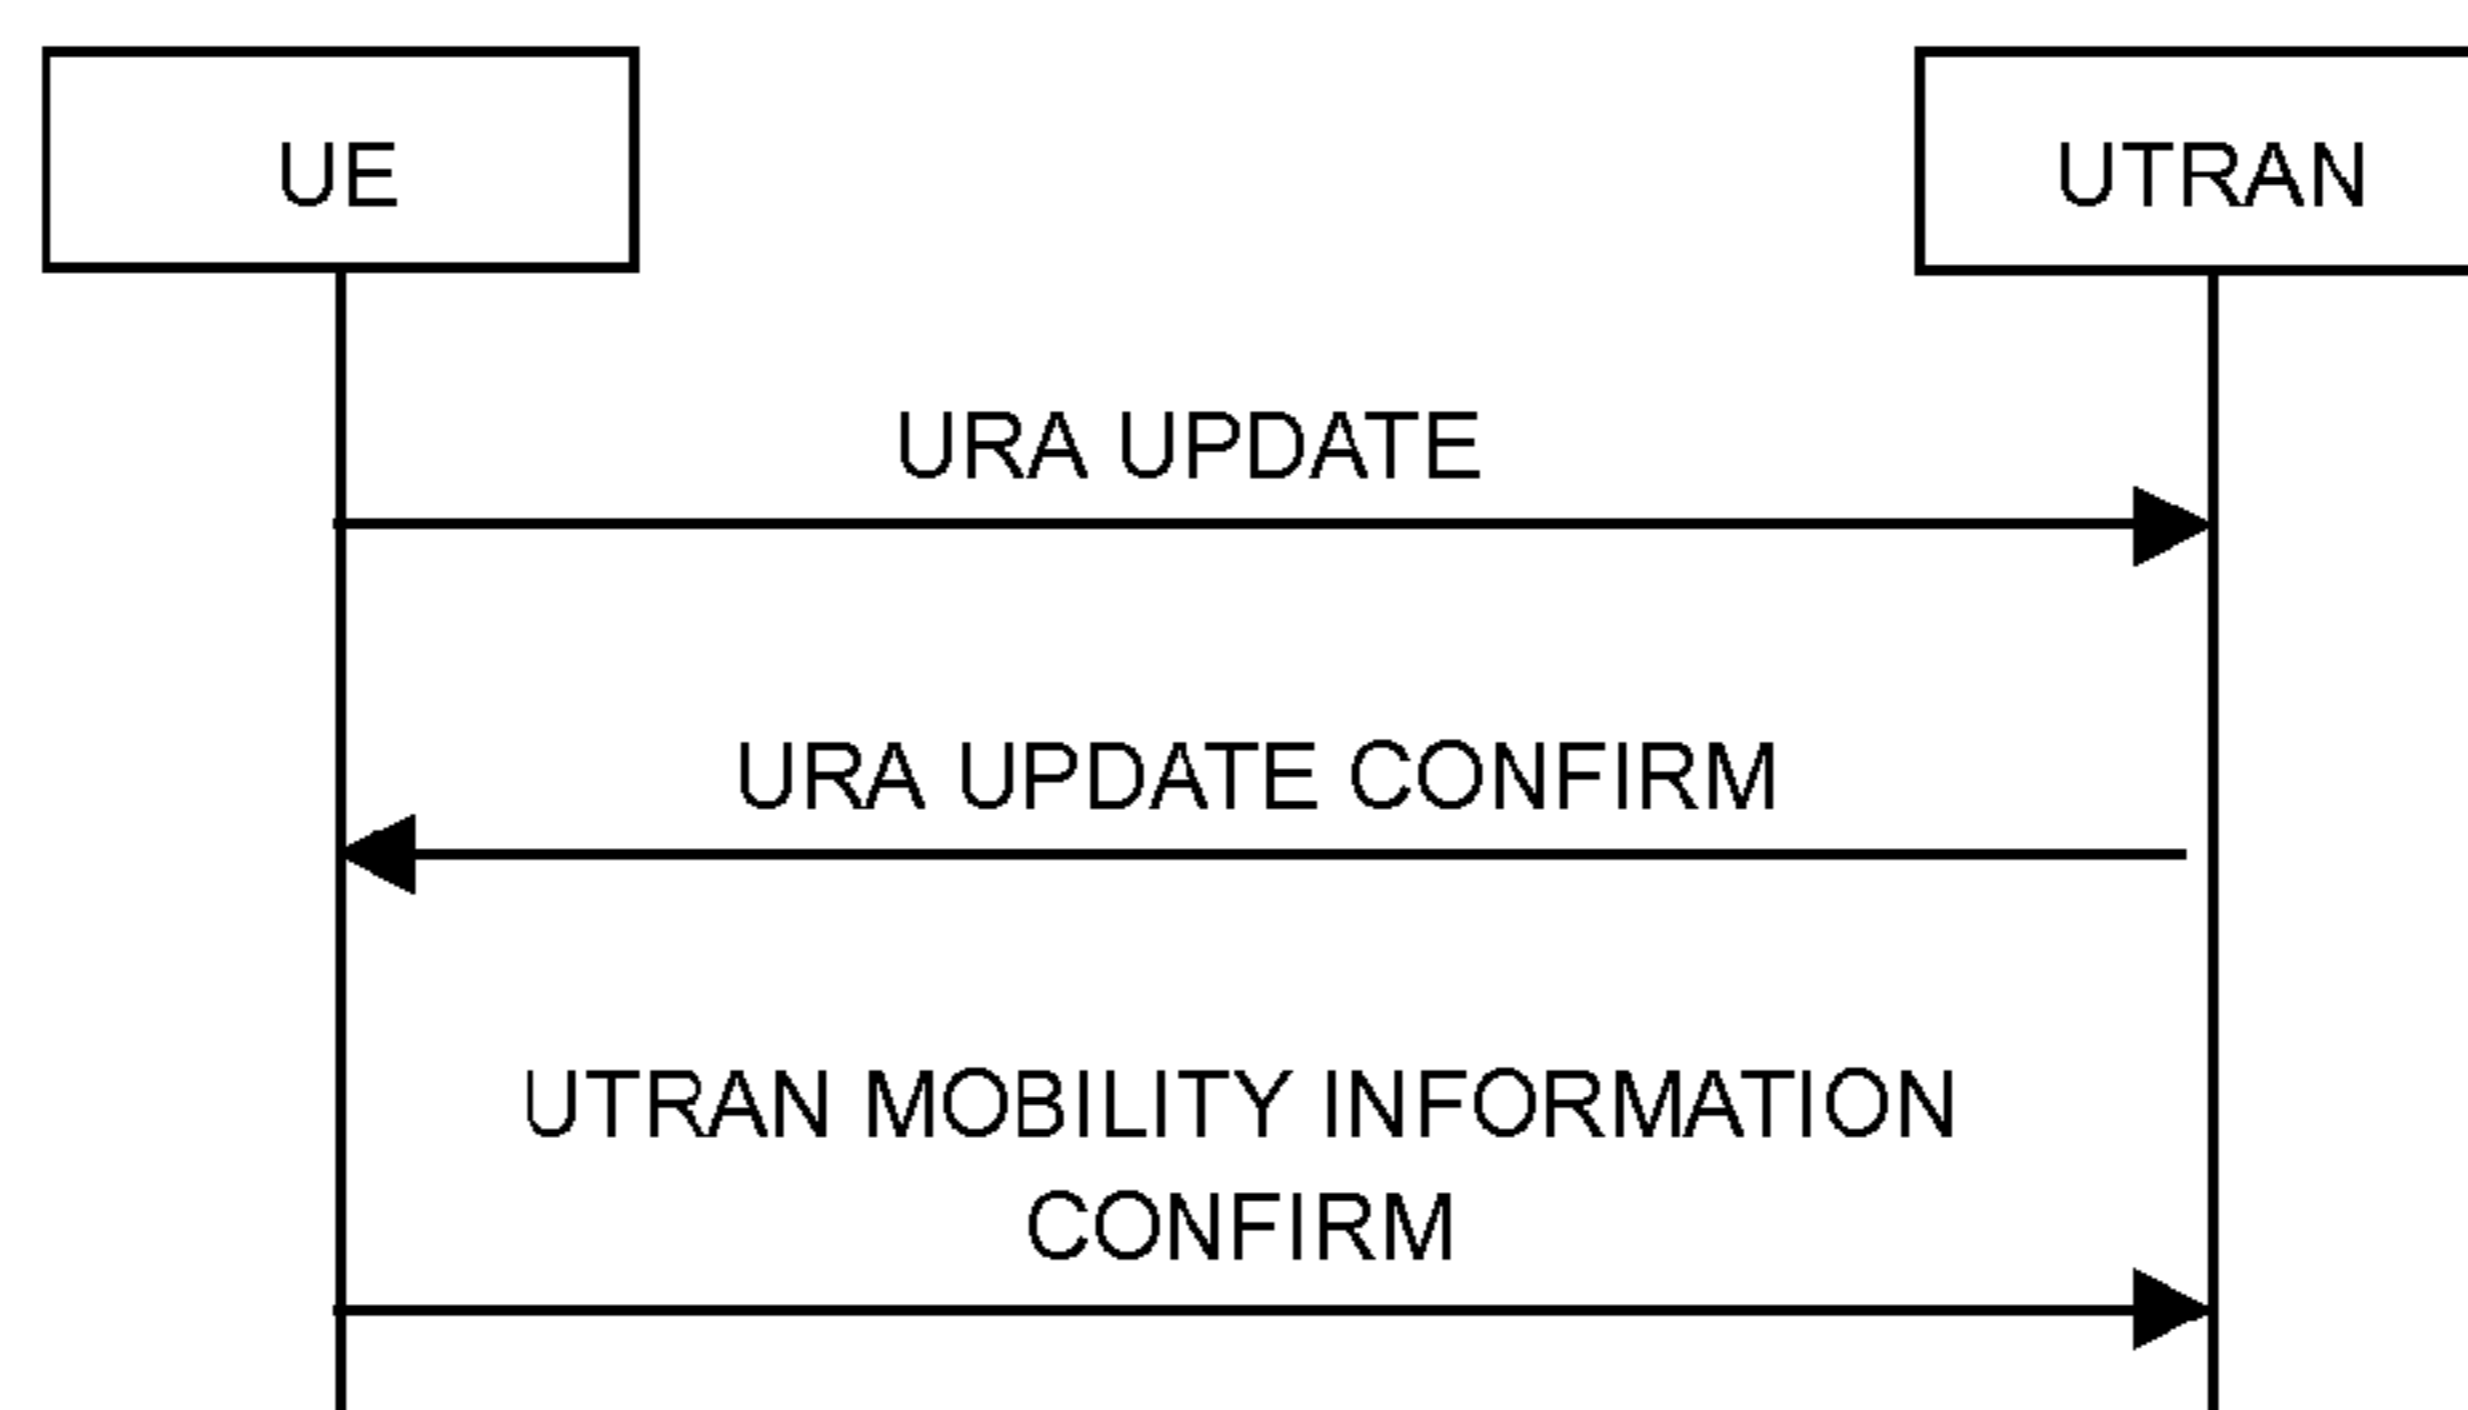 UE
UTRAN
URA UPDATE
URA UPDATE CONFIRM
UTRAN MOBILITY INFORMATION
CONFIRM